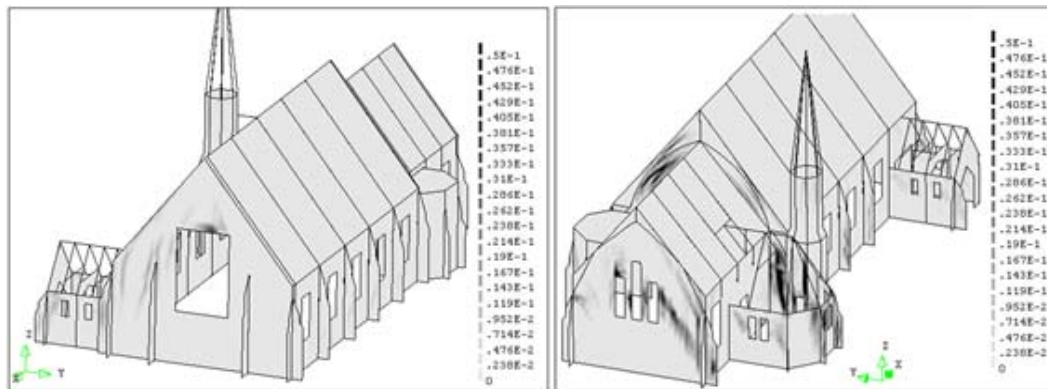 .5E-1
.476E-1
.452E-1
.429E-1
.405E-1
.381E-1
.357E-1
.333E-1
.31E-1
.286E-1
.262E-1
.238E-1
.214E-1
.19E-1
.167E-1
.143E-1
.119E-1
.952E-2
.714E-2
.476E-2
.238E-2
0
Z
X Y
.5E-1
.476E-1
.452E-1
.429E-1
.405E-1
.381E-1
.357E-1
.333E-1
.31E-1
.286E-1
.262E-1
.238E-1
.214E-1
.19E-1
.167E-1
.143E-1
.119E-1
.952E-2
.714E-2
.476E-2
.238E-2
0
Z
Y X